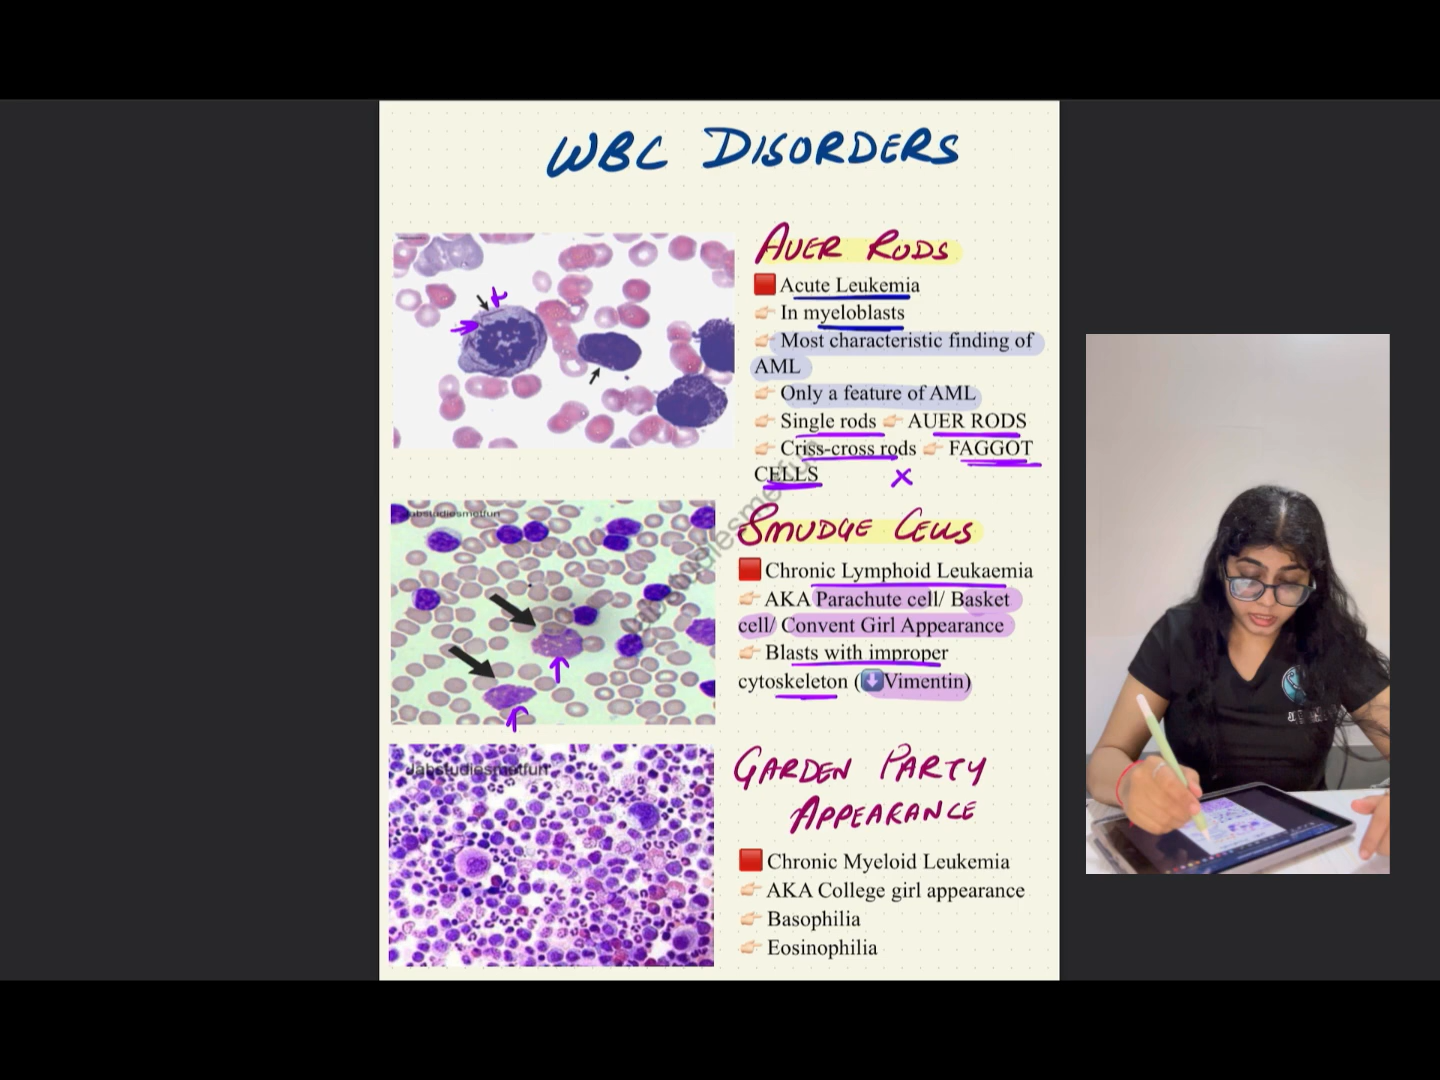 WBC DISORDERS
AUER RODS
Acute Leukemia
In myeloblasts
Most characteristic finding of
AML
Only a feature of AML
Single rods 👉 AUER RODS
Criss-cross rods 👉 FAGGOT
CELLS
labstudiesmatfun
SMUDGE CELLS
Chronic Lymphoid Leukaemia
AKA Parachute cell/ Basket
cell/ Convent Girl Appearance
Blasts with improper
cytoskeleton (⬇Vimentin)
labstudiesmatfun
GARDEN PARTY
APPEARANCE
Chronic Myeloid Leukemia
AKA College girl appearance
Basophilia
Eosinophilia